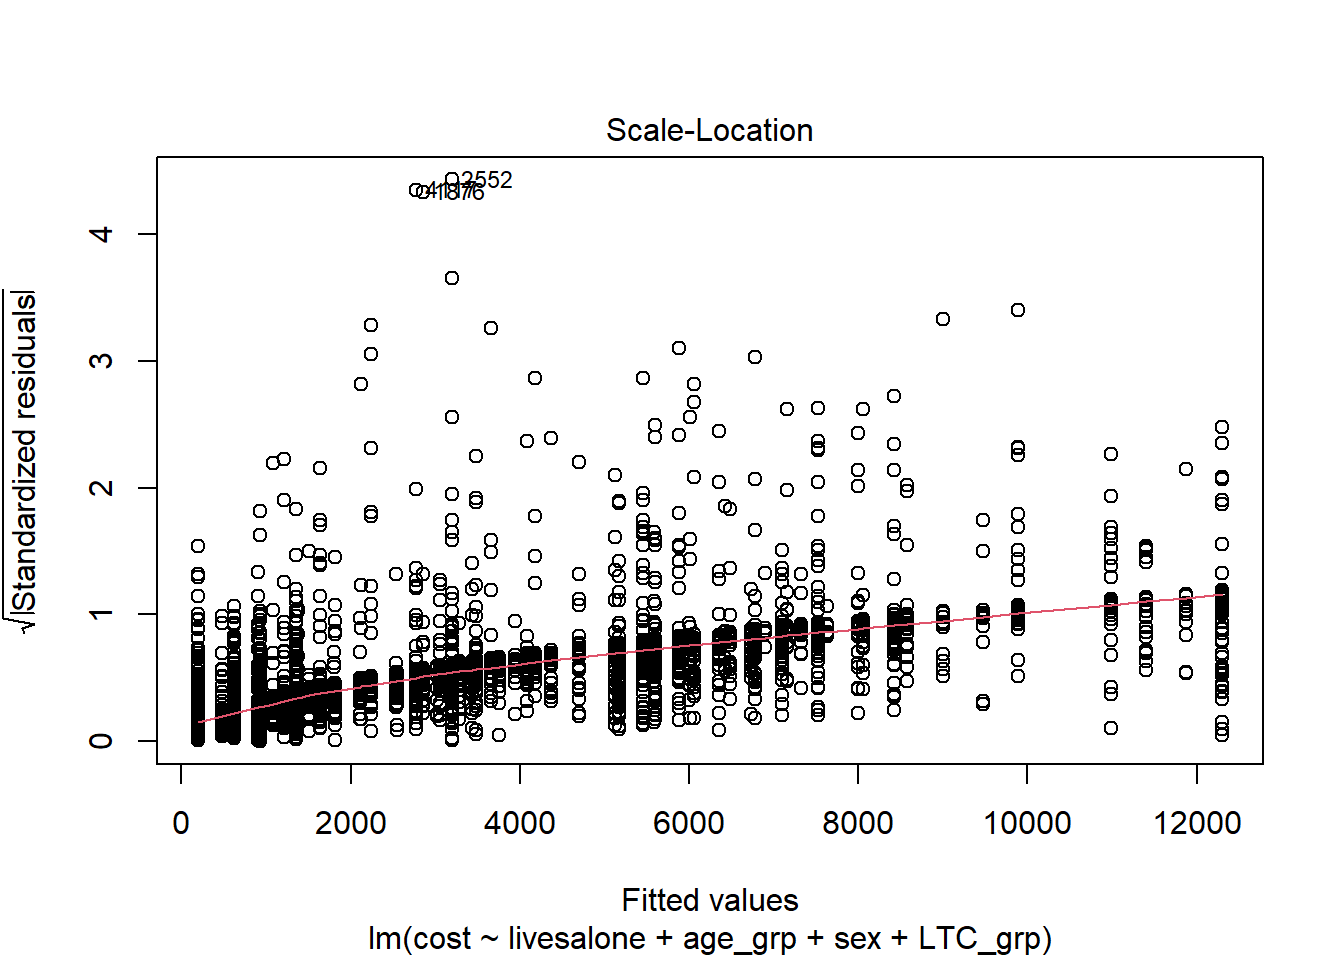 Scale-Location
√|Standardized residuals|
4
3
2
1
0
2552
1876
0 2000 4000 6000 8000 10000 12000
Fitted values
lm(cost ~ livesalone + age_grp + sex + LTC_grp)